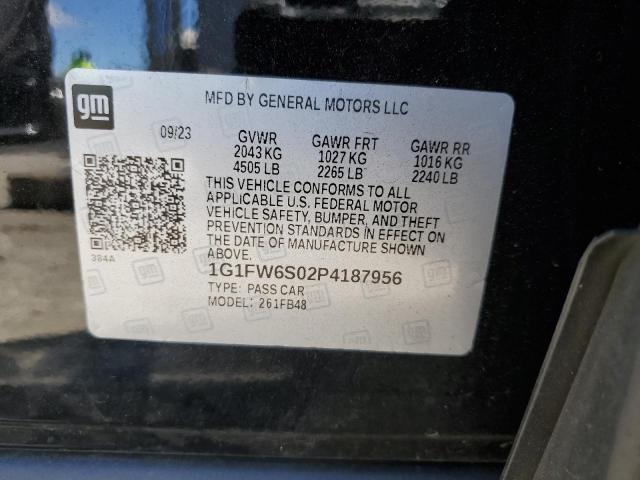 gm
MFD BY GENERAL MOTORS LLC
09/23 GVWR GAWR FRT GAWR RR
2043 KG 1027 KG 1016 KG
4505 LB 2265 LB 2240 LB
THIS VEHICLE CONFORMS TO ALL
APPLICABLE U.S. FEDERAL MOTOR
VEHICLE SAFETY, BUMPER, AND THEFT
PREVENTION STANDARDS IN EFFECT ON
THE DATE OF MANUFACTURE SHOWN
ABOVE.
384A
1G1FW6S02P4187956
TYPE: PASS CAR
MODEL: 261FB48